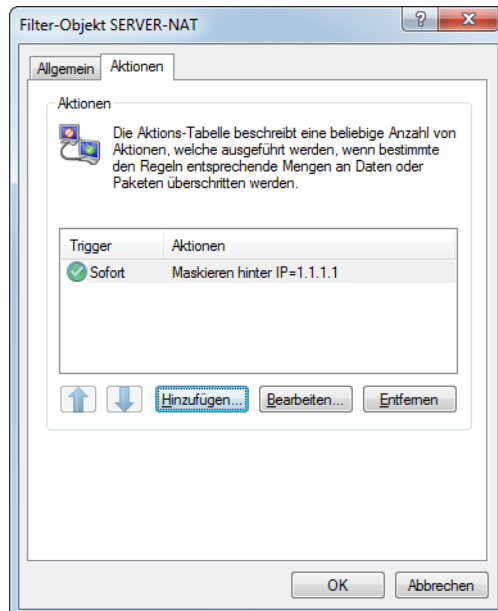 Filter-Objekt SERVER-NAT
Allgemein Aktionen
Aktionen
Die Aktions-Tabelle beschreibt eine beliebige Anzahl von
Aktionen, welche ausgeführt werden, wenn bestimmte
den Regeln entsprechende Mengen an Daten oder
Paketen überschritten werden.
Trigger Aktionen
Sofort Maskieren hinter IP=1.1.1.1
Hinzufügen... Bearbeiten... Entfernen
OK Abbrechen